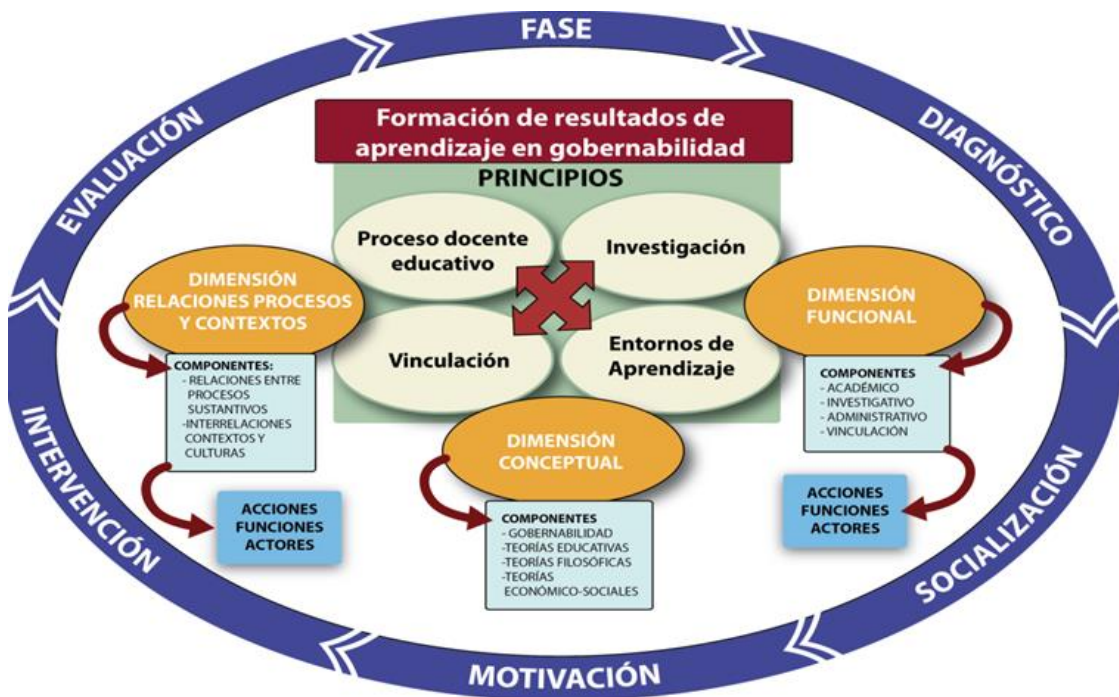 FASE
DIAGNÓSTICO
SOCIALIZACIÓN
MOTIVACIÓN
INTERVENCIÓN
EVALUACIÓN
Formación de resultados de
aprendizaje en gobernabilidad
PRINCIPIOS
Proceso docente
educativo
Investigación
Vinculación
Entornos de
Aprendizaje
DIMENSIÓN
RELACIONES PROCESOS
Y CONTEXTOS
COMPONENTES:
- RELACIONES ENTRE
PROCESOS
SUSTANTIVOS
-INTERRELACIONES
CONTEXTOS Y
CULTURAS
ACCIONES
FUNCIONES
ACTORES
DIMENSIÓN
CONCEPTUAL
COMPONENTES
- GOBERNABILIDAD
-TEORÍAS EDUCATIVAS
-TEORÍAS FILOSÓFICAS
-TEORÍAS
ECONÓMICO-SOCIALES
DIMENSIÓN
FUNCIONAL
COMPONENTES
- ACADÉMICO
- INVESTIGATIVO
- ADMINISTRATIVO
- VINCULACIÓN
ACCIONES
FUNCIONES
ACTORES